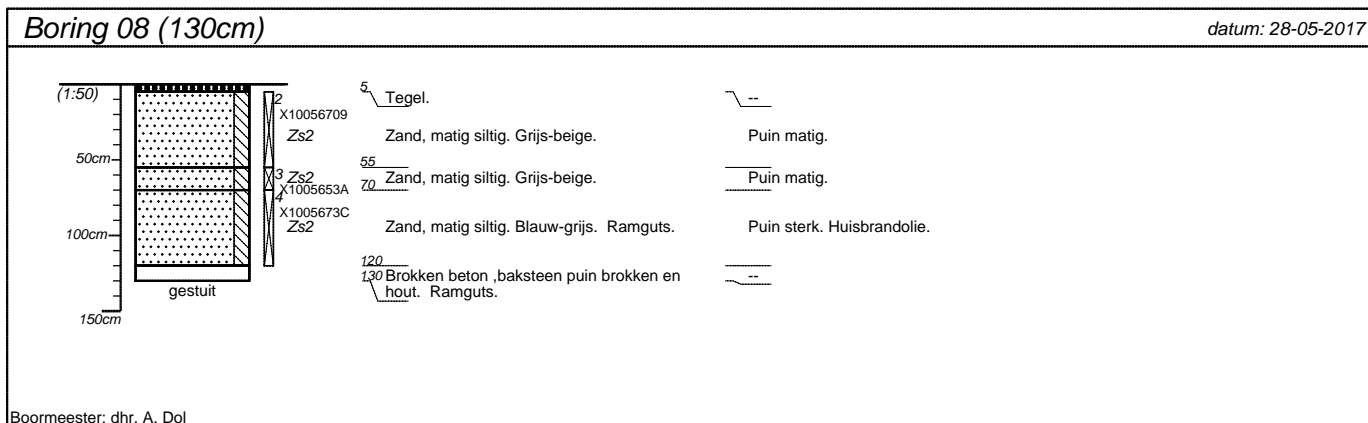 Boring 08 (130cm)
datum: 28-05-2017
(1:50)
2
5
Tegel.
--
X10056709
Zs2
Zand, matig siltig. Grijs-beige.
Puin matig.
50cm
55
3
Zs2
Zand, matig siltig. Grijs-beige.
Puin matig.
X1005653A
70
4
X1005673C
Zs2
Zand, matig siltig. Blauw-grijs.  Ramguts.
Puin sterk. Huisbrandolie.
100cm
120
130
Brokken beton ,baksteen puin brokken en
--
hout.  Ramguts.
gestuit
150cm
Boormeester: dhr. A. Dol